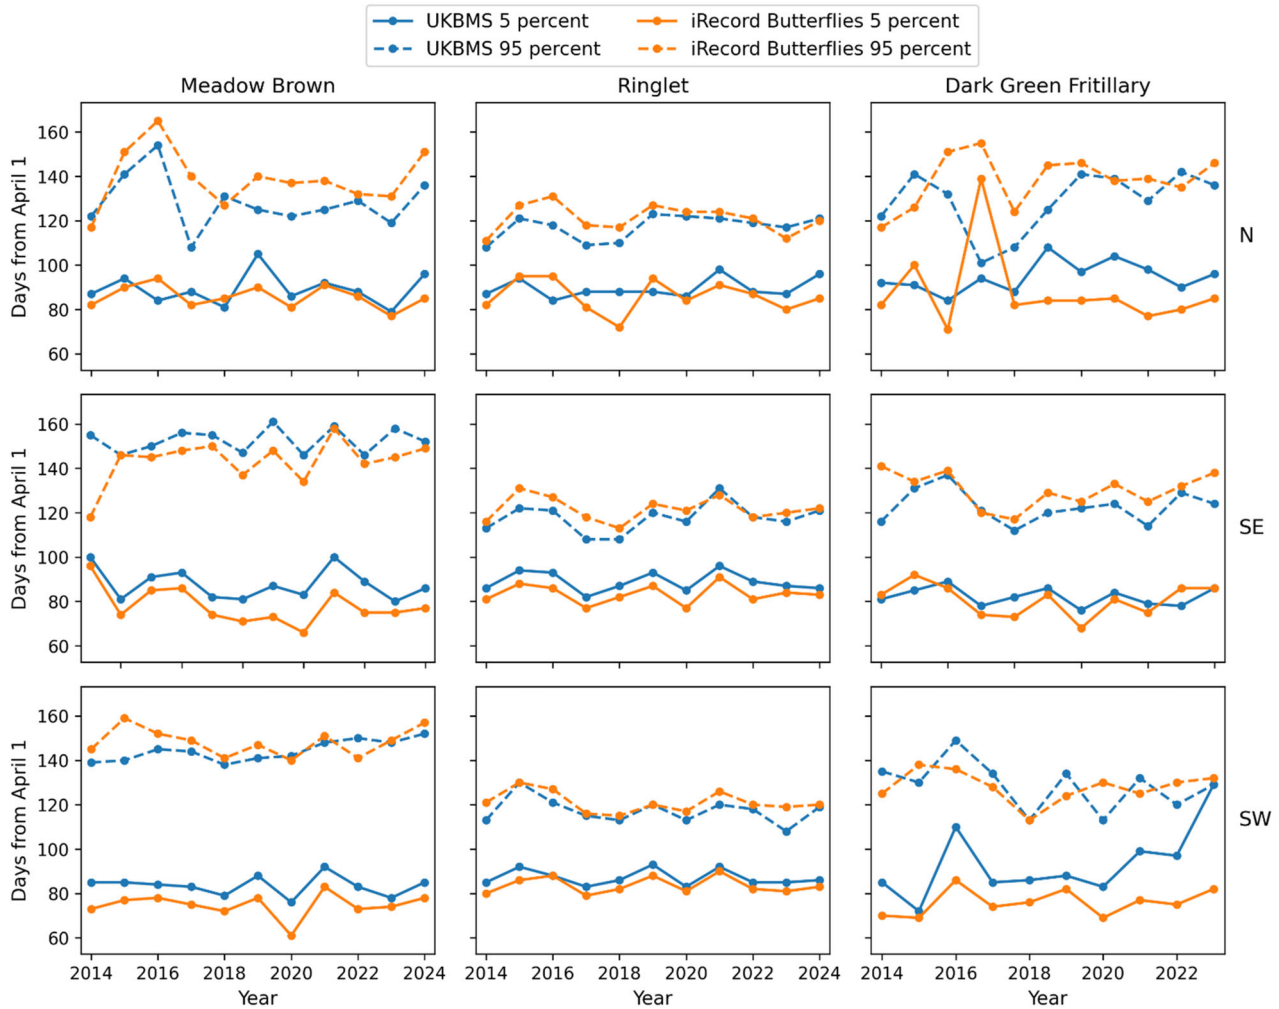 UKBMS 5 percent iRecord Butterflies 5 percent
UKBMS 95 percent iRecord Butterflies 95 percent
Meadow Brown Ringlet Dark Green Fritillary
Days from April 1
160
140
120
100
80
60
N
Days from April 1
160
140
120
100
80
60
SE
Days from April 1
160
140
120
100
80
60
SW
2014 2016 2018 2020 2022 2024 2014 2016 2018 2020 2022 2024 2014 2016 2018 2020 2022
Year Year Year